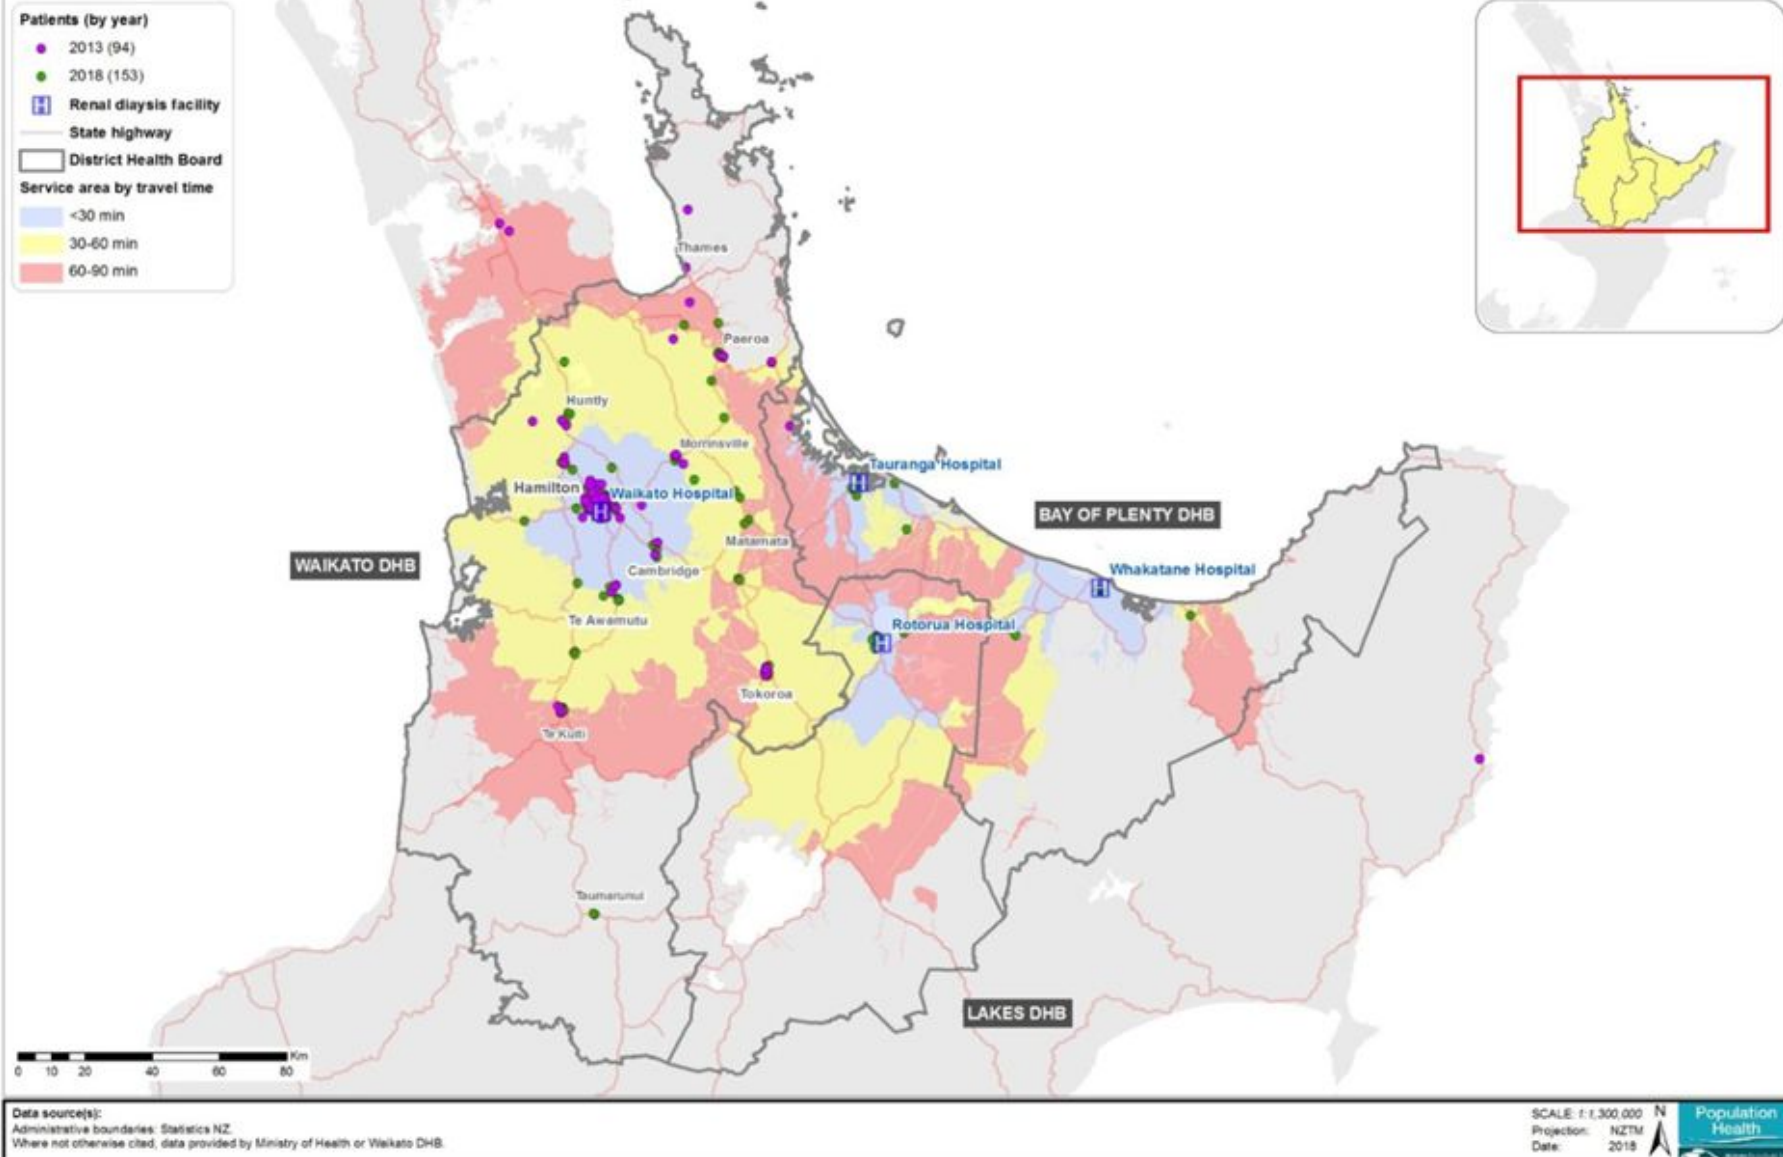 Patients (by year)
2013 (94)
2018 (153)
Renal diaysis facility
State highway
District Health Board
Service area by travel time
<30 min
30-60 min
60-90 min
Thames
Paeroa
Huntly
Morrinsville
Tauranga Hospital
Hamilton
Waikato Hospital
BAY OF PLENTY DHB
Matamata
WAIKATO DHB
Cambridge
Whakatane Hospital
Te Awamutu
Rotorua Hospital
Tokoroa
Te Kuiti
Taumarunui
LAKES DHB
Km
0 10 20 40 60 80
Data source(s):
Administrative boundaries: Statistics NZ.
Where not otherwise cited, data provided by Ministry of Health or Waikato DHB.
SCALE: 1: 1,300,000
N
Projection: NZTM
Date: 2018
Population
Health